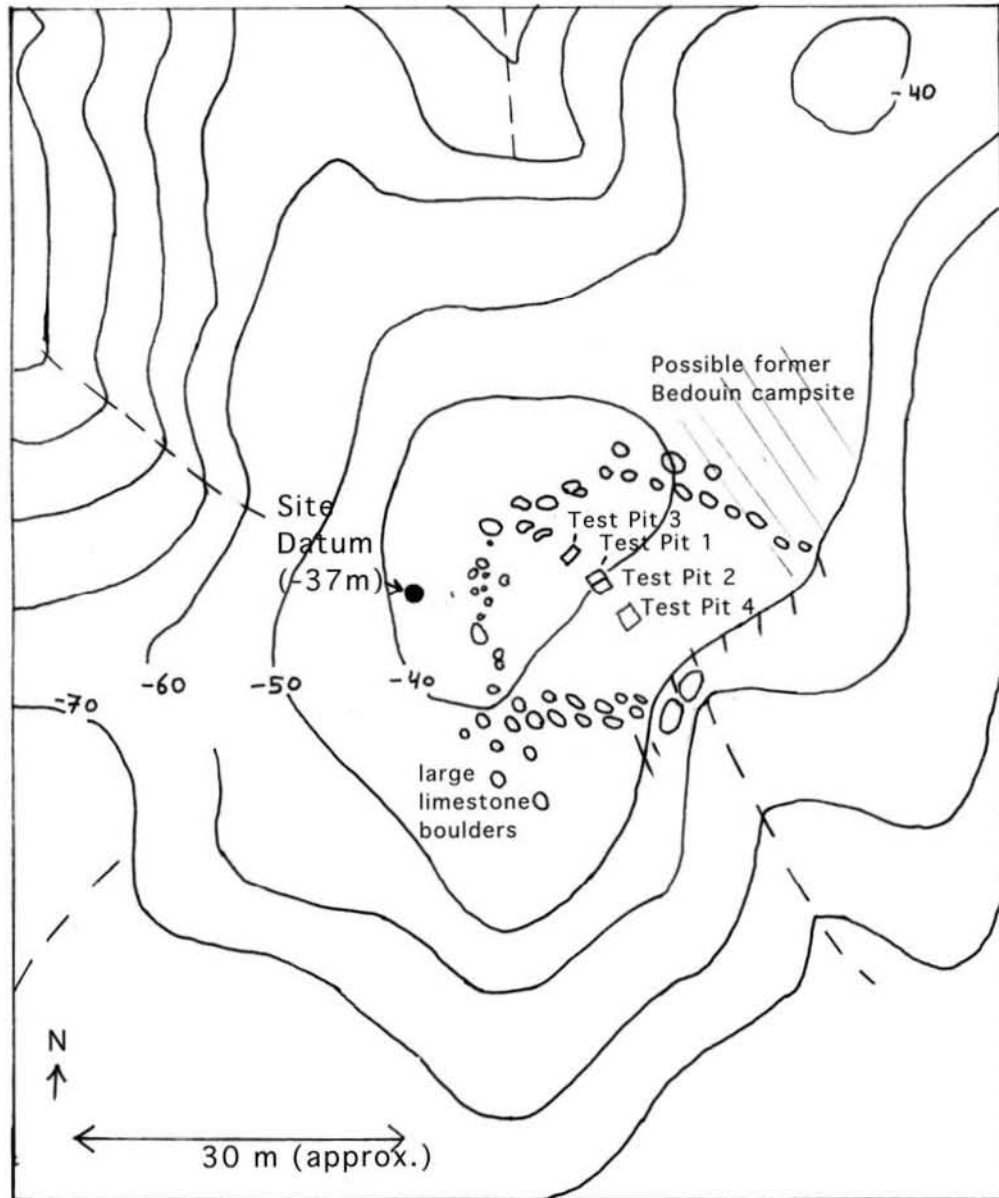 - 40
Possible former
Bedouin campsite
Site
Datum
(-37m)
Test Pit 3
Test Pit 1
Test Pit 2
Test Pit 4
-40
-50
-60
-70
large
limestone
boulders
N
30 m (approx.)